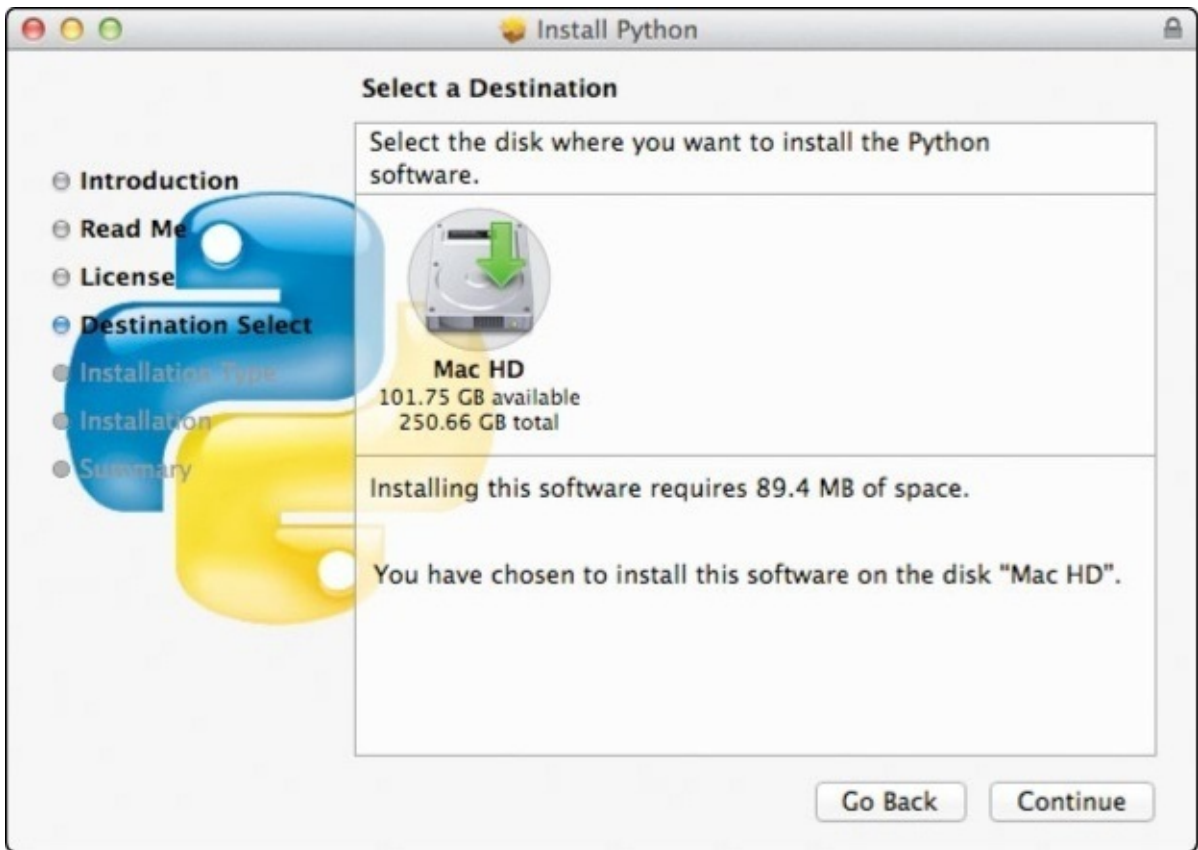 Install Python
Select a Destination
Introduction
Read Me
License
Destination Select
Installation Type
Installation
Summary
Select the disk where you want to install the Python
software.
Mac HD
101.75 GB available
250.66 GB total
Installing this software requires 89.4 MB of space.
You have chosen to install this software on the disk “Mac HD”.
Go Back
Continue